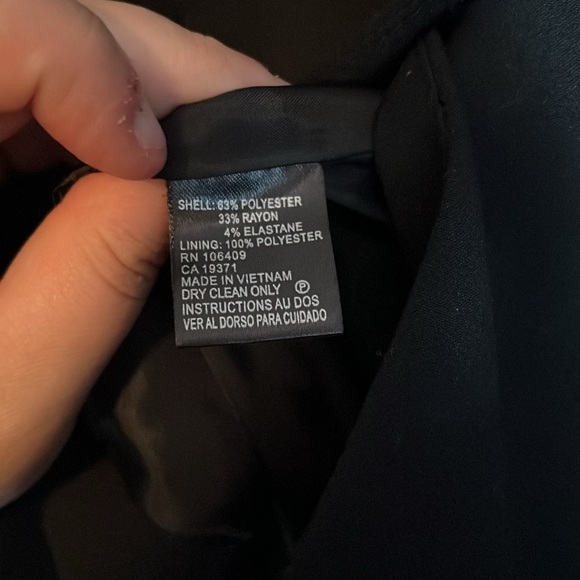 SHELL: 63% POLYESTER
33% RAYON
4% ELASTANE
LINING: 100% POLYESTER
RN 106409
CA 19371
MADE IN VIETNAM
DRY CLEAN ONLY Ⓟ
INSTRUCTIONS AU DOS
VER AL DORSO PARA CUIDADO